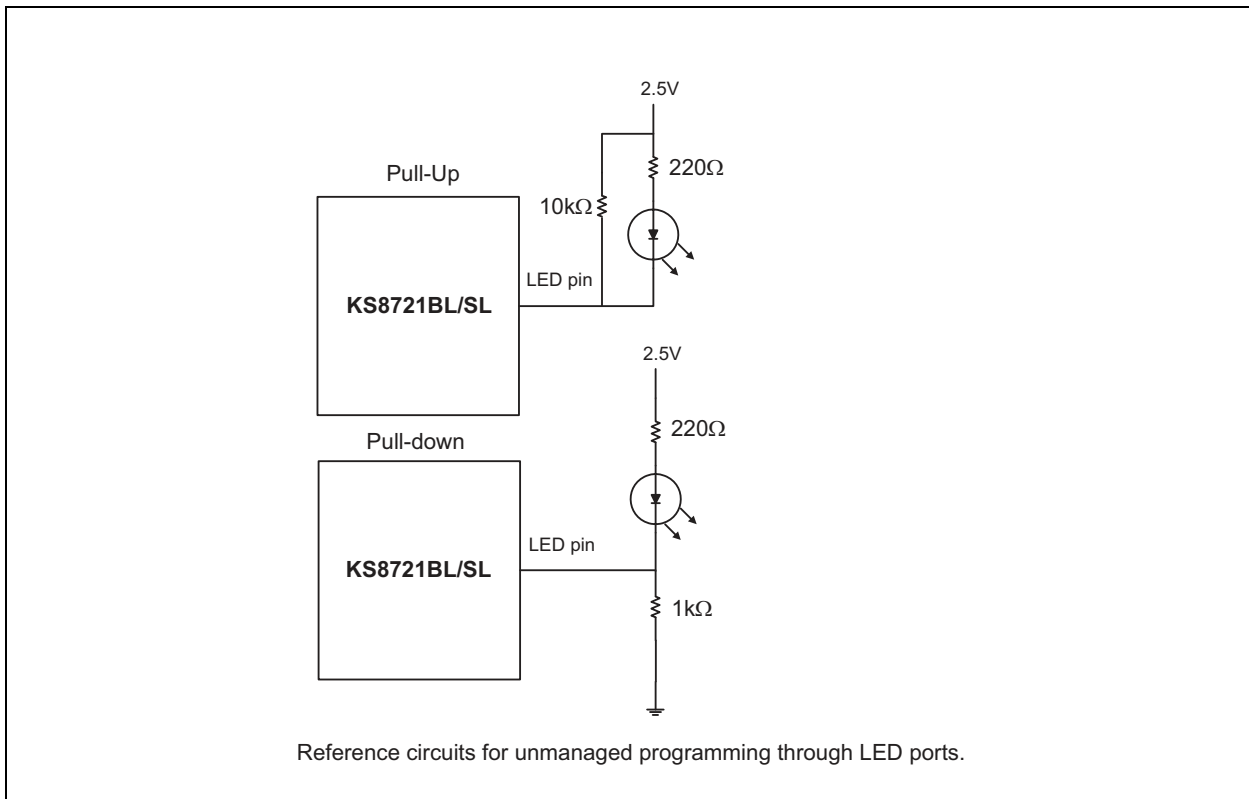 2.5V
Pull-Up
220Ω
10kΩ
LED pin
KS8721BL/SL
2.5V
Pull-down
220Ω
LED pin
KS8721BL/SL
1kΩ
Reference circuits for unmanaged programming through LED ports.